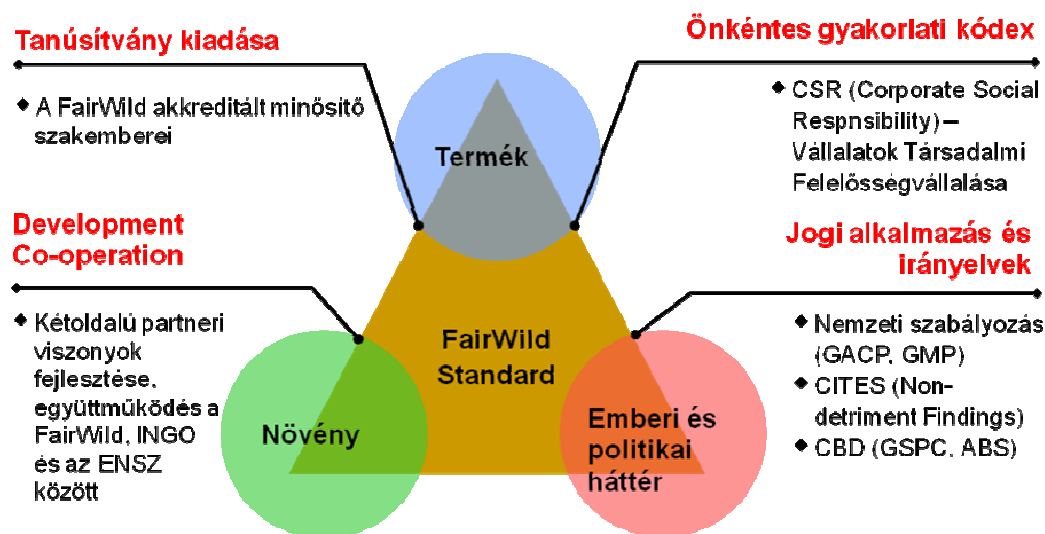 Tanúsítvány kiadása
◆ A FairWild akkreditált minősítő
szakemberei
Önkéntes gyakorlati kódex
◆ CSR (Corporate Social
Respnsibility) –
Vállalatok Társadalmi
Felelősségvállalása
Termék
Development
Co-operation
◆ Kétoldalú partneri
viszonyok
fejlesztése,
együttműködés a
FairWild, INGO
és az ENSZ
között
Jogi alkalmazás és
irányelvek
◆ Nemzeti szabályozás
(GACP, GMP)
◆ CITES (Non-
detriment Findings)
◆ CBD (GSPC, ABS)
FairWild
Standard
Növény
Emberi és
politikai
háttér